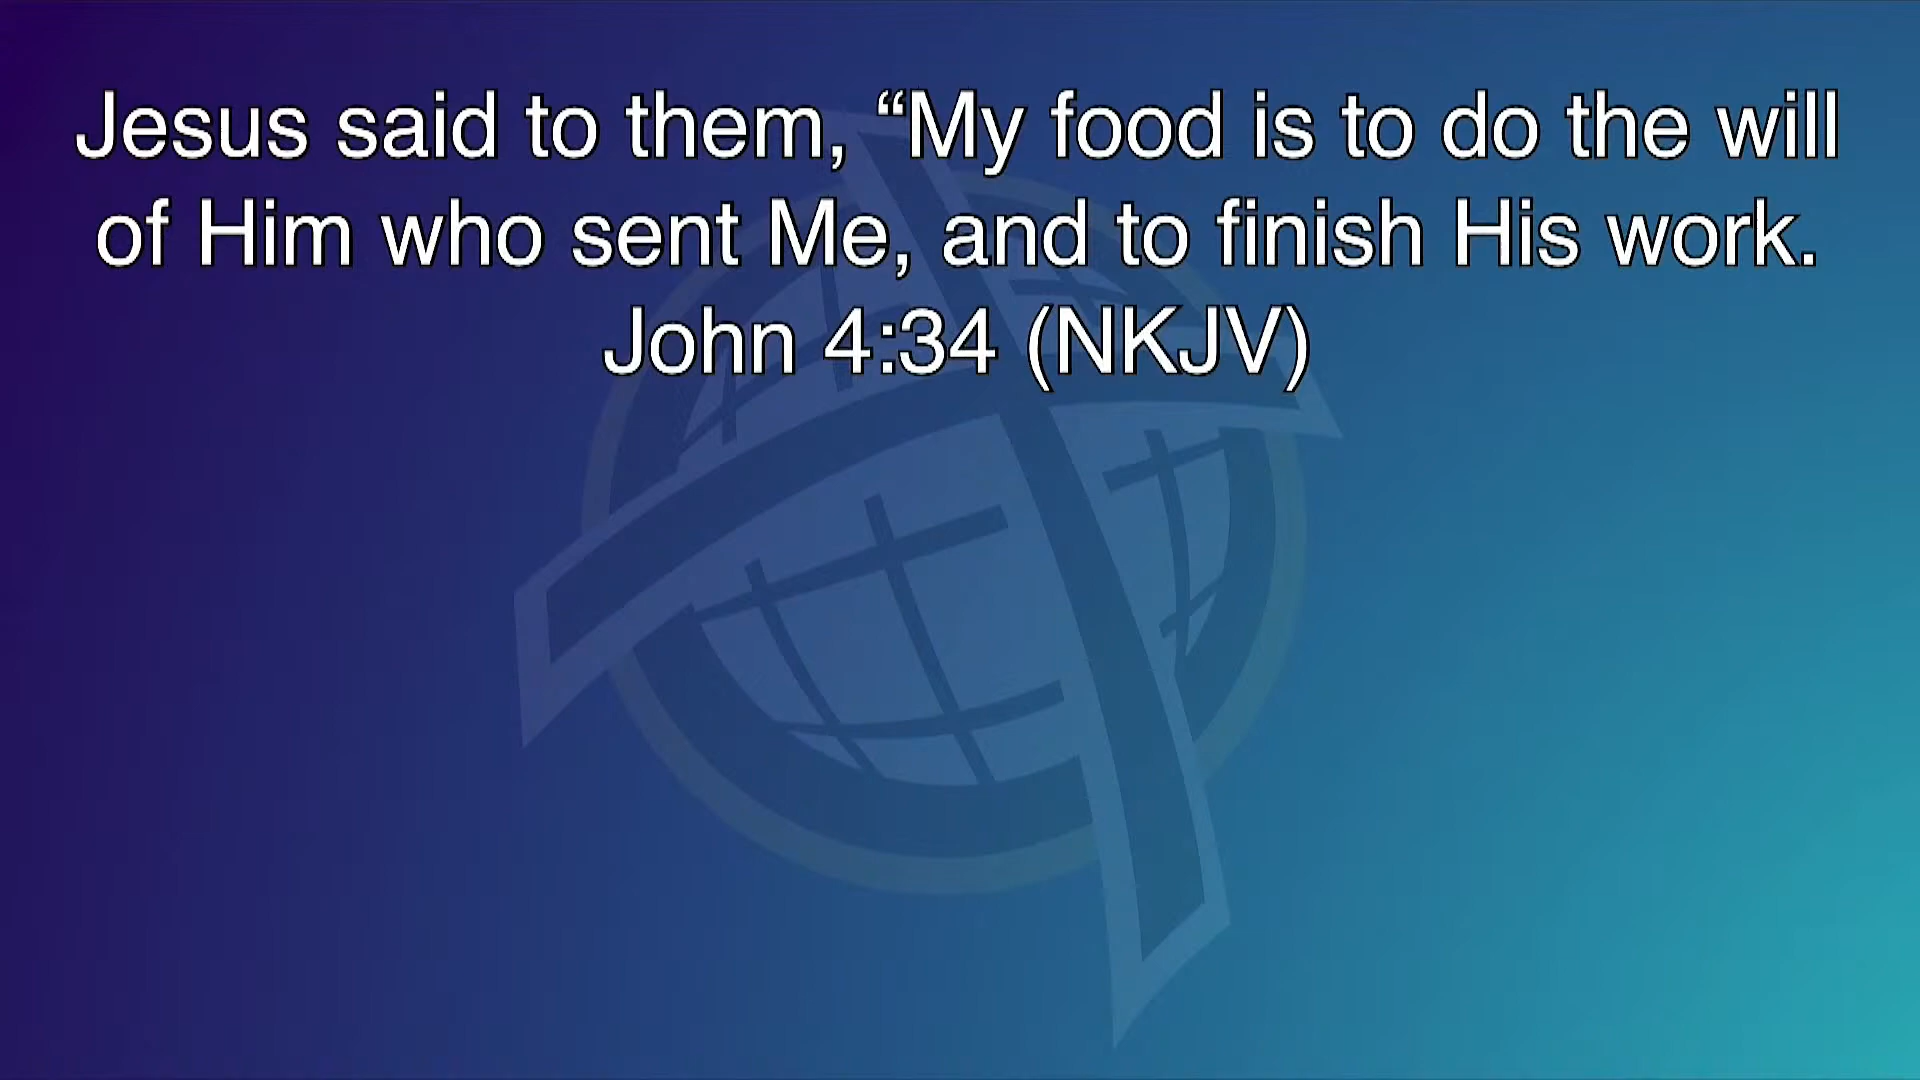 Jesus said to them, “My food is to do the will
of Him who sent Me, and to finish His work.
John 4:34 (NKJV)